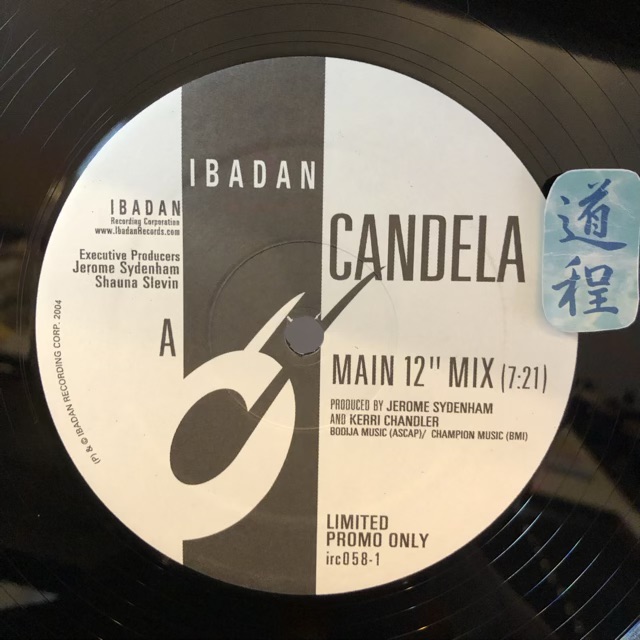 IBADAN
IBADAN
Recording Corporation
www.IbadanRecords.com
Executive Producers
Jerome Sydenham
Shauna Slevin
A
(P) & © IBADAN RECORDING CORP. 2004
CANDELA
道程
MAIN 12" MIX (7:21)
PRODUCED BY JEROME SYDENHAM
AND KERRI CHANDLER
BODIJA MUSIC (ASCAP)/ CHAMPION MUSIC (BMI)
LIMITED
PROMO ONLY
irc058-1